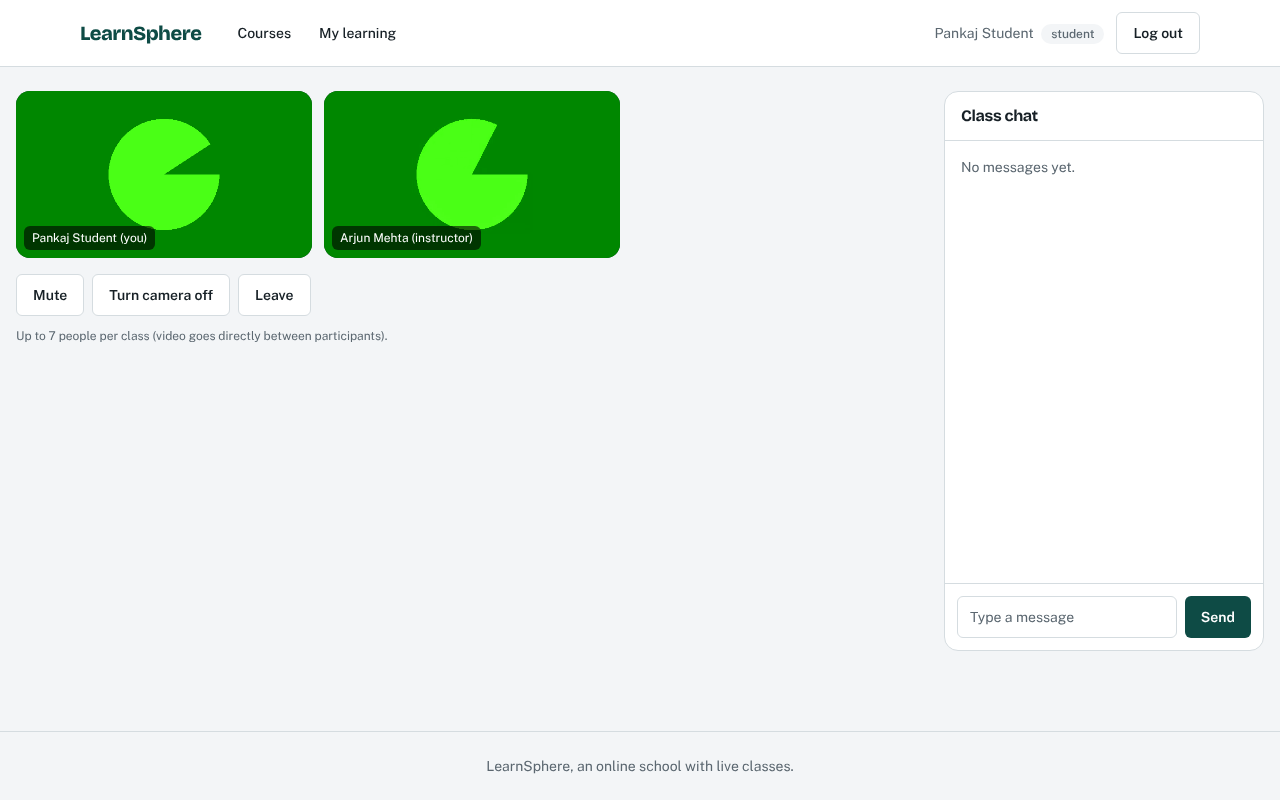 LearnSphere
Courses
My learning
Pankaj Student
student
Log out
Pankaj Student (you)
Arjun Mehta (instructor)
Mute
Turn camera off
Leave
Up to 7 people per class (video goes directly between participants).
Class chat
No messages yet.
Type a message
Send
LearnSphere, an online school with live classes.